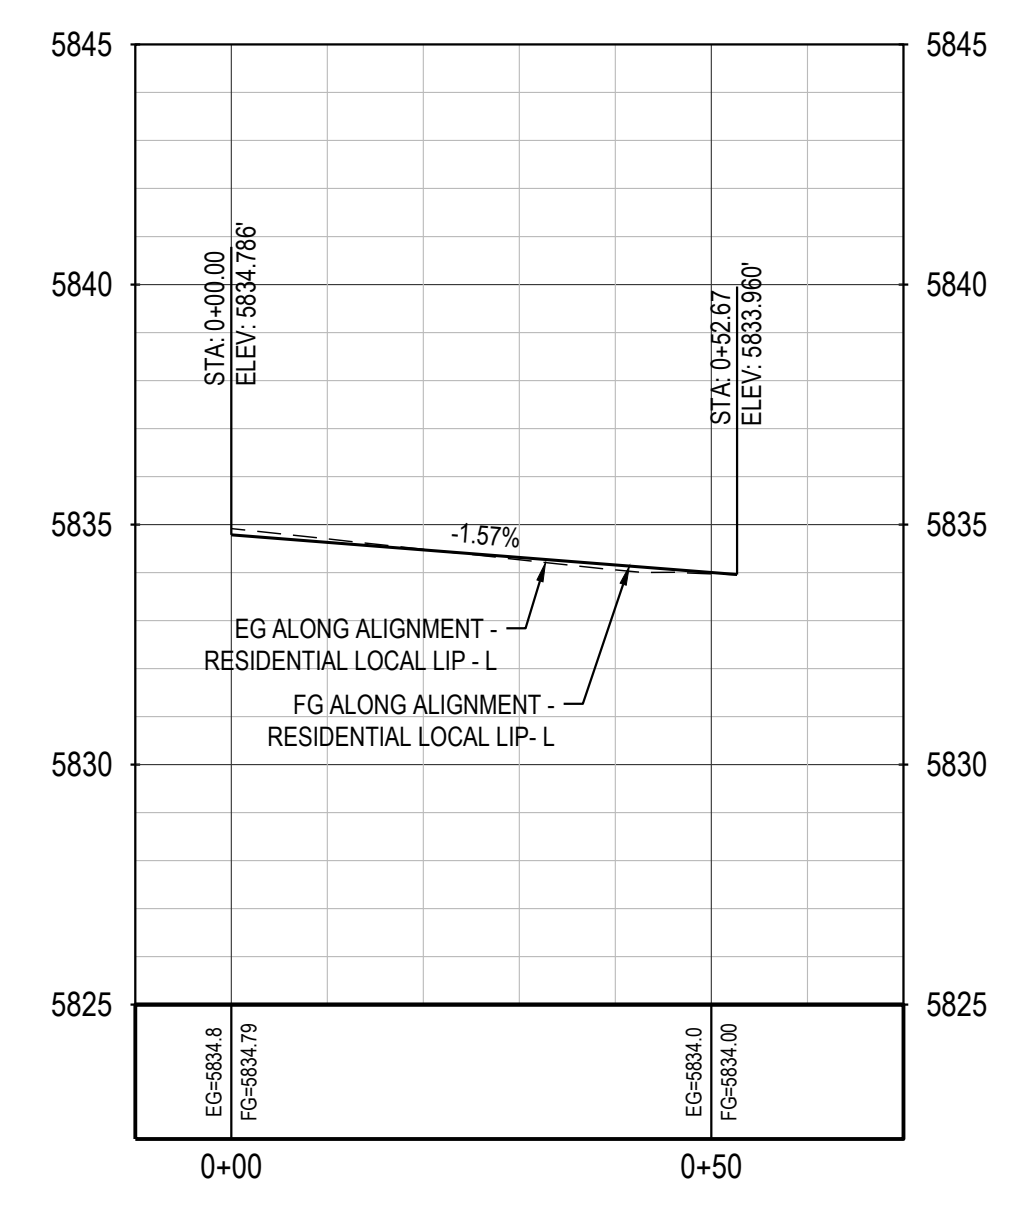 5845
5845
STA: 0+00.00
ELEV: 5834.786'
5840
5840
STA: 0+52.67
ELEV: 5833.960'
5835
5835
-1.57%
EG ALONG ALIGNMENT -
RESIDENTIAL LOCAL LIP - L
FG ALONG ALIGNMENT -
RESIDENTIAL LOCAL LIP- L
5830
5830
5825
5825
EG=5834.8
FG=5834.79
EG=5834.0
FG=5834.00
0+00
0+50